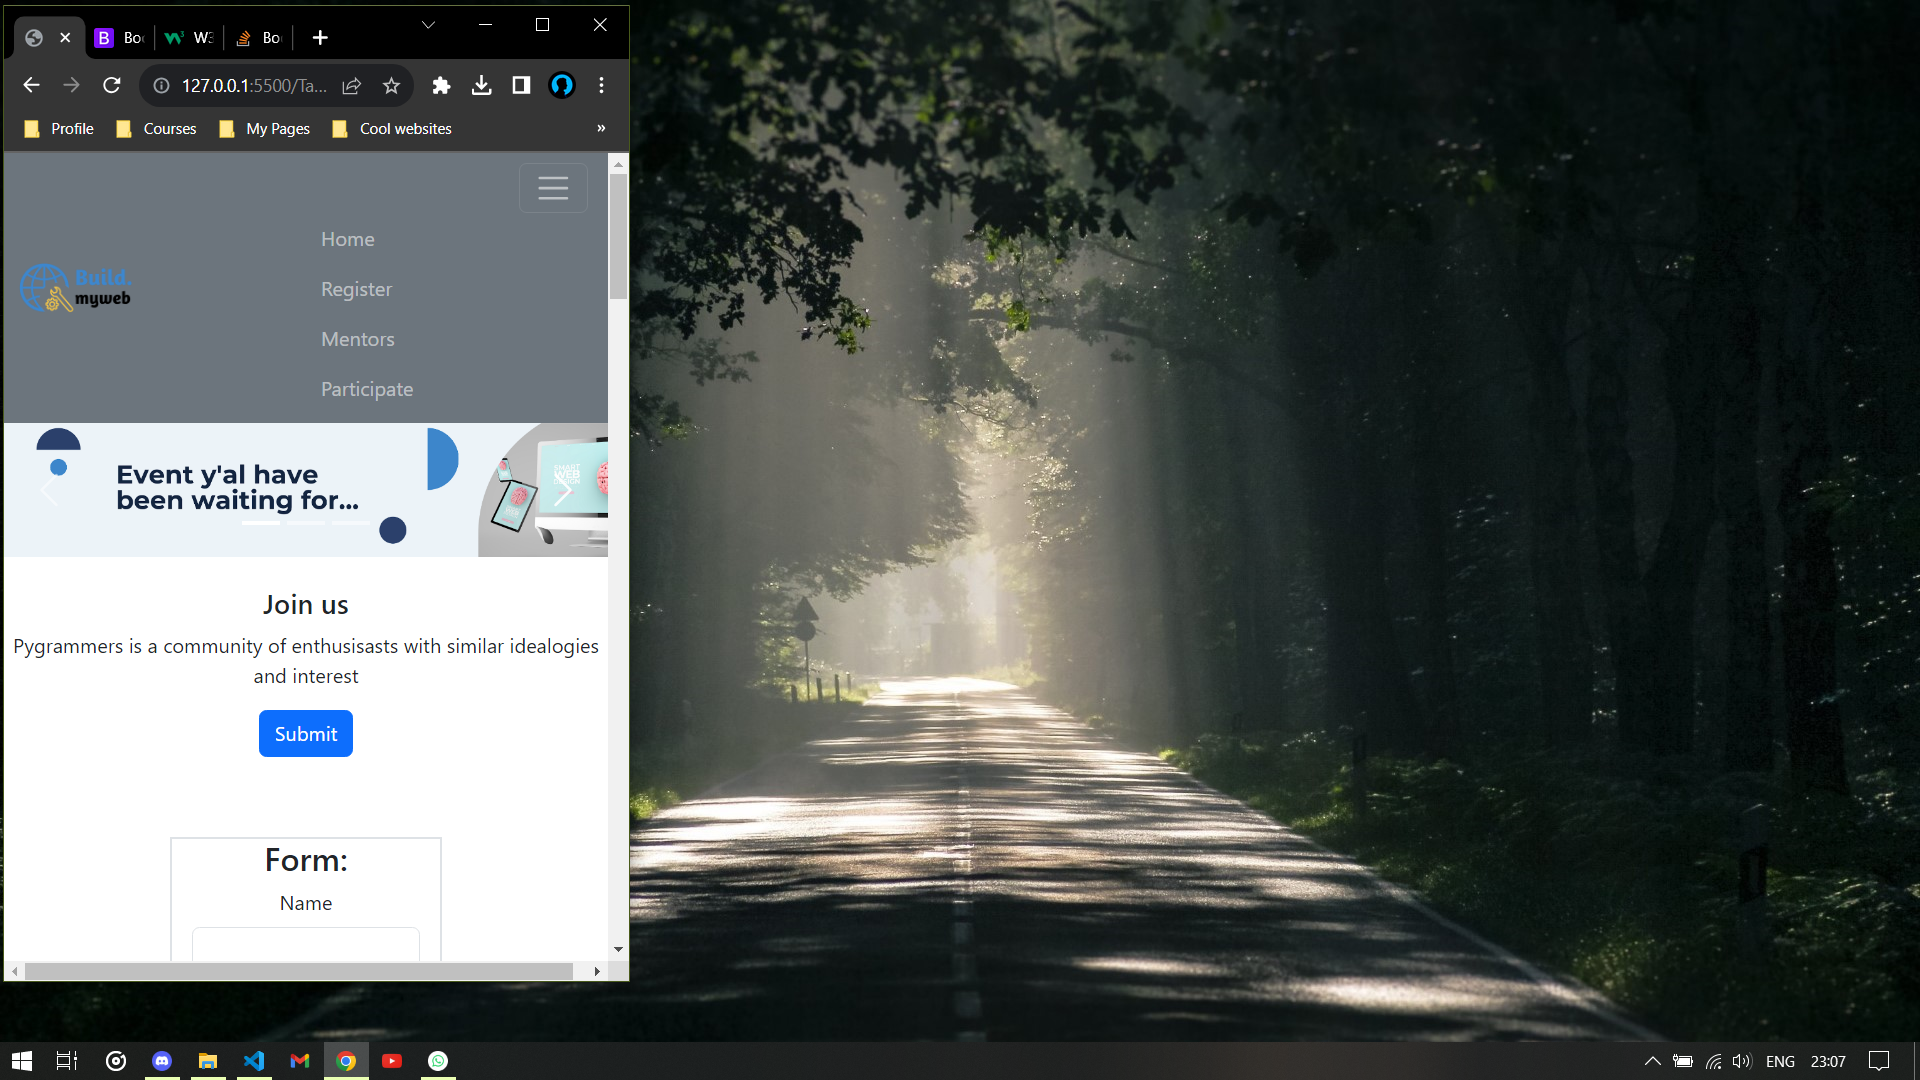 Boo
W3
Bo
127.0.0.1:5500/Ta...
Profile
Courses
My Pages
Cool websites
»
Home
Build.
myweb
Register
Mentors
Participate
Event y'al have
been waiting for...
SMART
WEB
DESIGN
Join us
Pygrammers is a community of enthusisasts with similar idealogies
and interest
Submit
Form:
Name
ENG
23:07